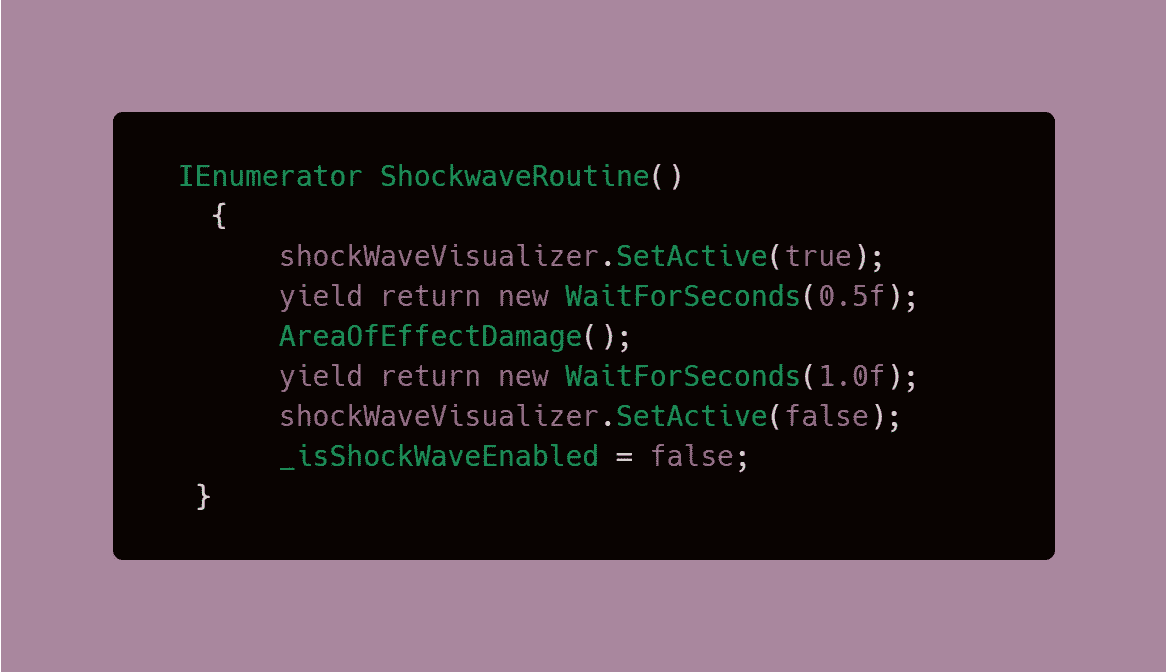 IEnumerator ShockwaveRoutine()
{
shockWaveVisualizer.SetActive(true);
yield return new WaitForSeconds(0.5f);
AreaOfEffectDamage();
yield return new WaitForSeconds(1.0f);
shockWaveVisualizer.SetActive(false);
_isShockWaveEnabled = false;
}